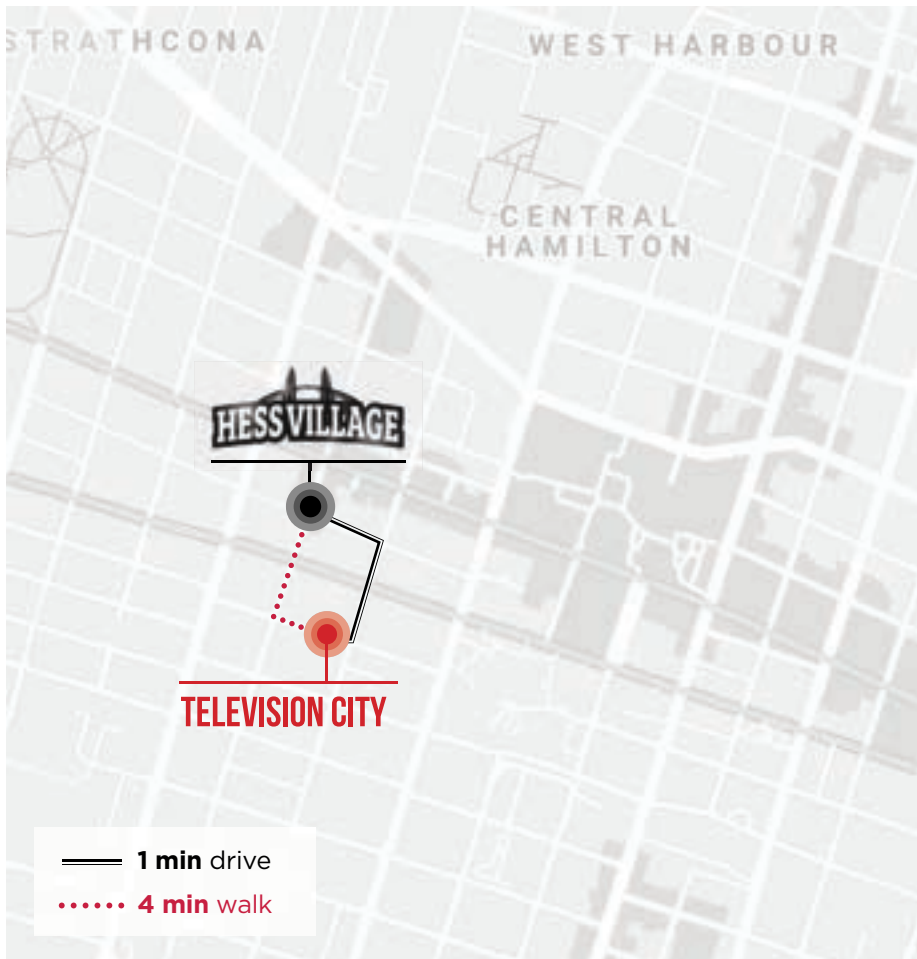 STRATHCONA
WEST HARBOUR
CENTRAL
HAMILTON
HESS VILLAGE
TELEVISION CITY
1 min drive
4 min walk